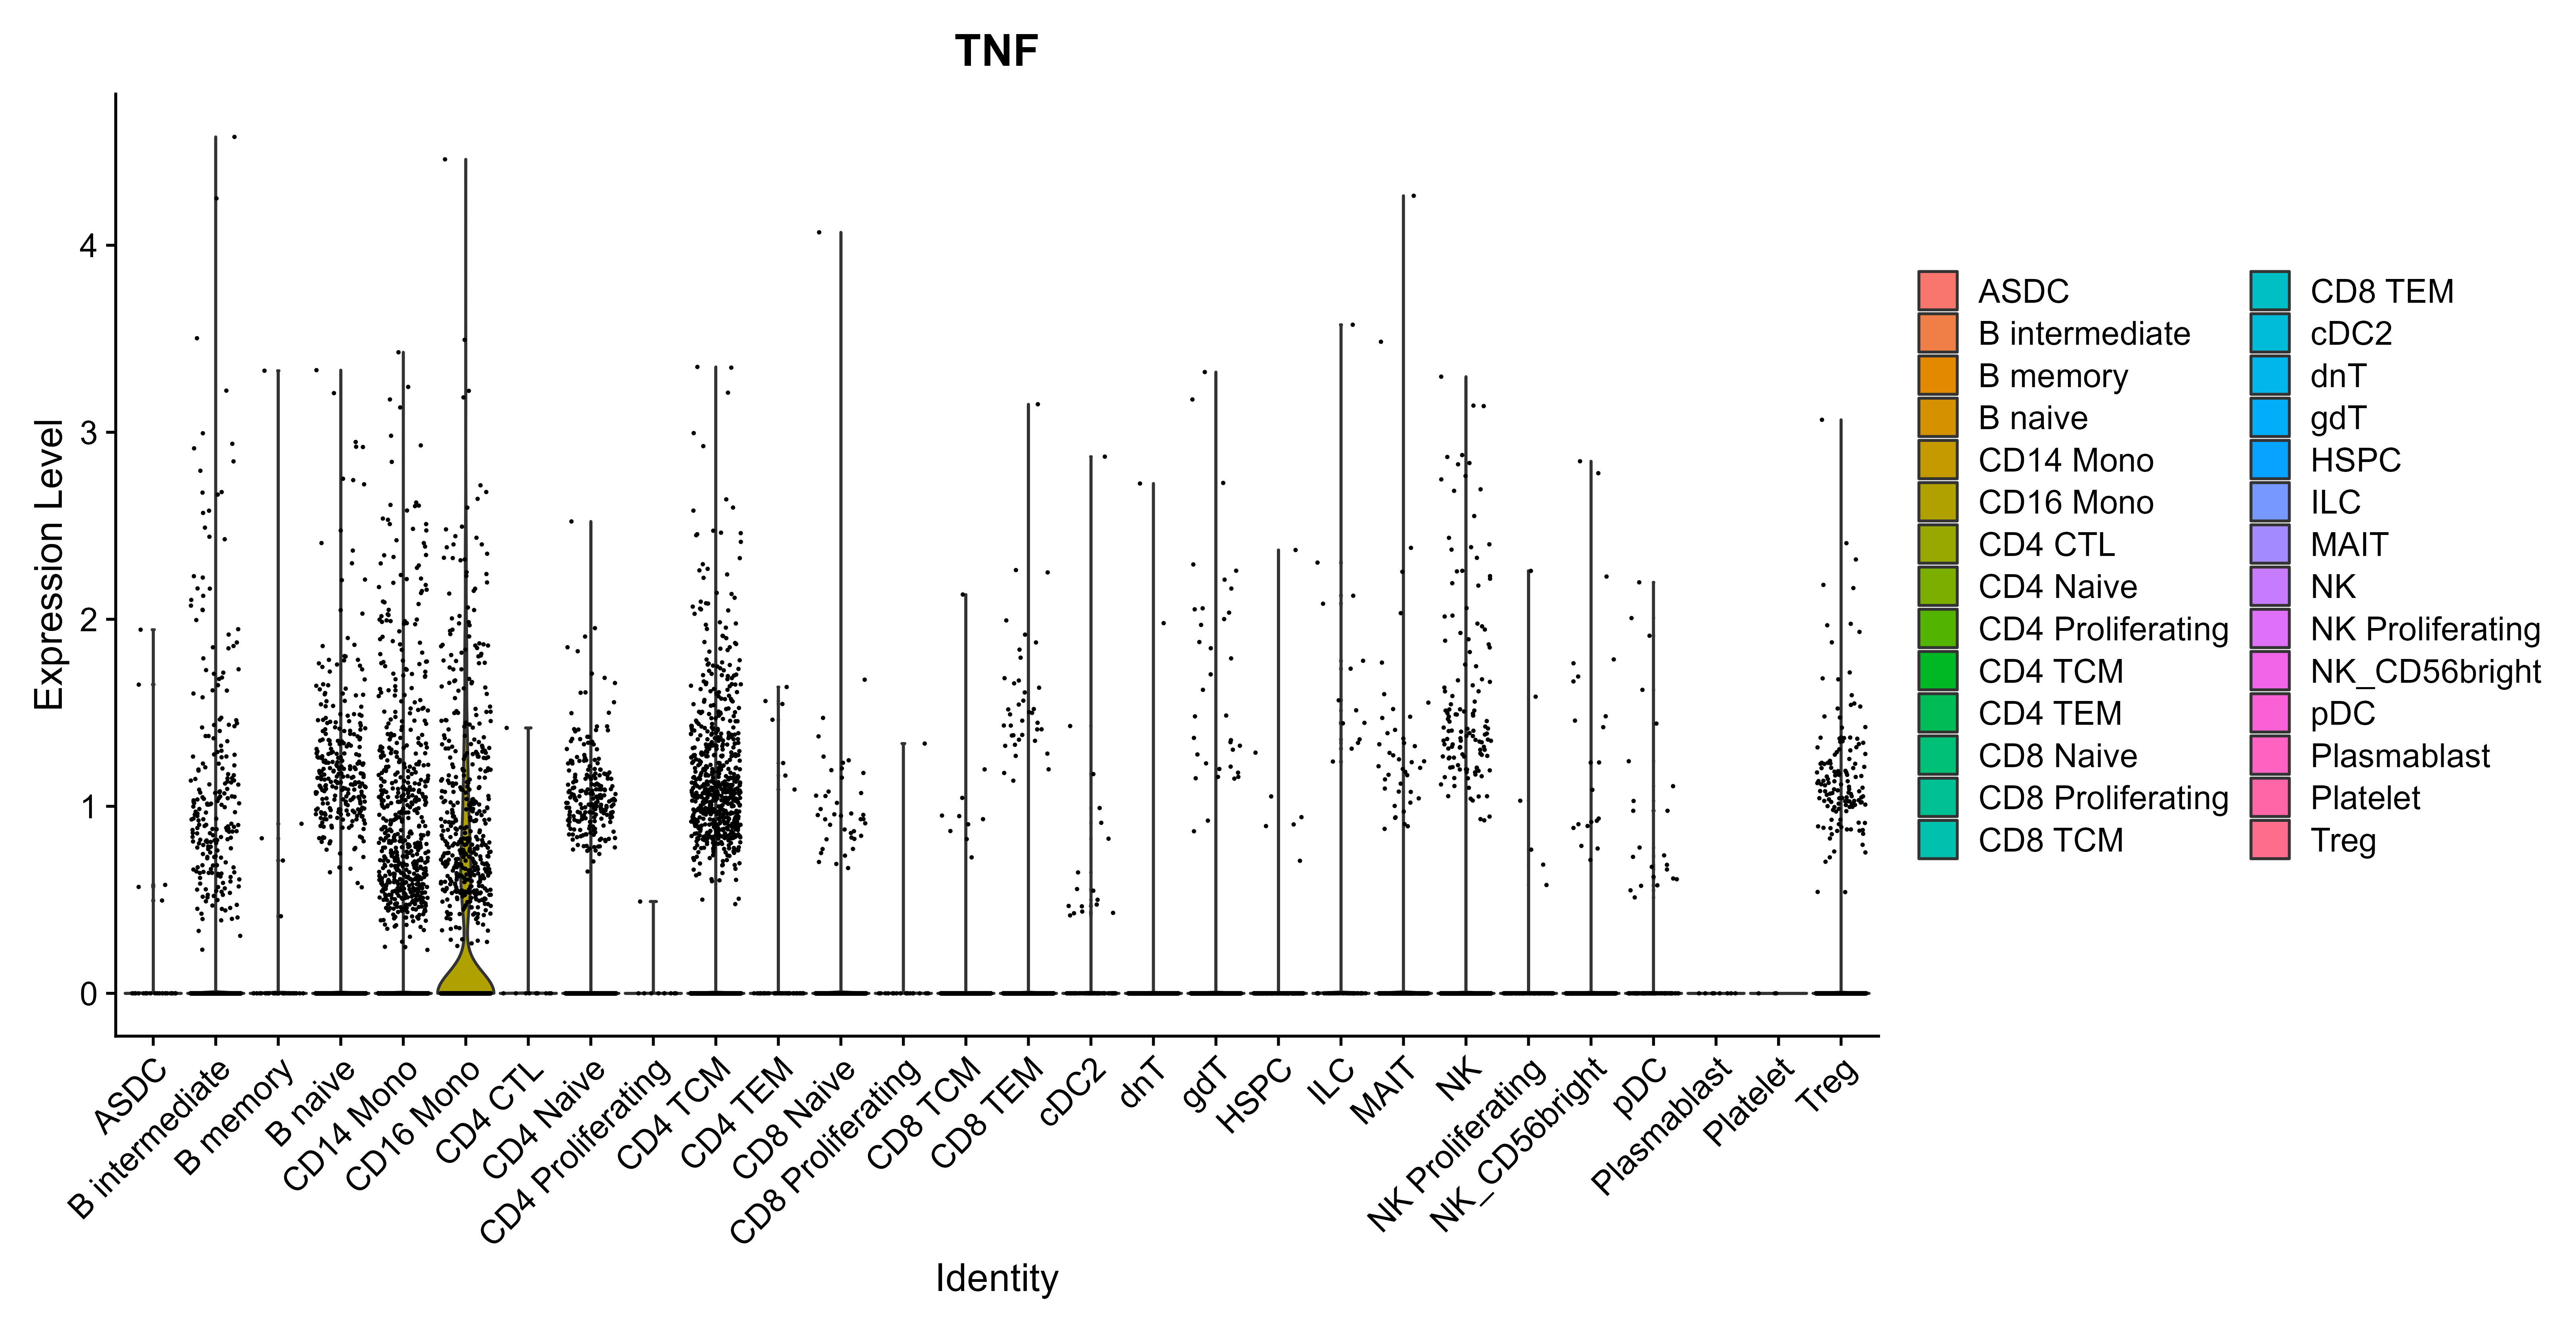 TNF
Expression Level
4
3
2
1
0
ASDC
B intermediate
B memory
B naive
CD14 Mono
CD16 Mono
CD4 CTL
CD4 Naive
CD4 Proliferating
CD4 TCM
CD4 TEM
CD8 Naive
CD8 Proliferating
CD8 TCM
CD8 TEM
cDC2
dnT
gdT
HSPC
ILC
MAIT
NK
NK Proliferating
NK_CD56bright
pDC
Plasmablast
Platelet
Treg
Identity
ASDC
B intermediate
B memory
B naive
CD14 Mono
CD16 Mono
CD4 CTL
CD4 Naive
CD4 Proliferating
CD4 TCM
CD4 TEM
CD8 Naive
CD8 Proliferating
CD8 TCM
CD8 TEM
cDC2
dnT
gdT
HSPC
ILC
MAIT
NK
NK Proliferating
NK_CD56bright
pDC
Plasmablast
Platelet
Treg